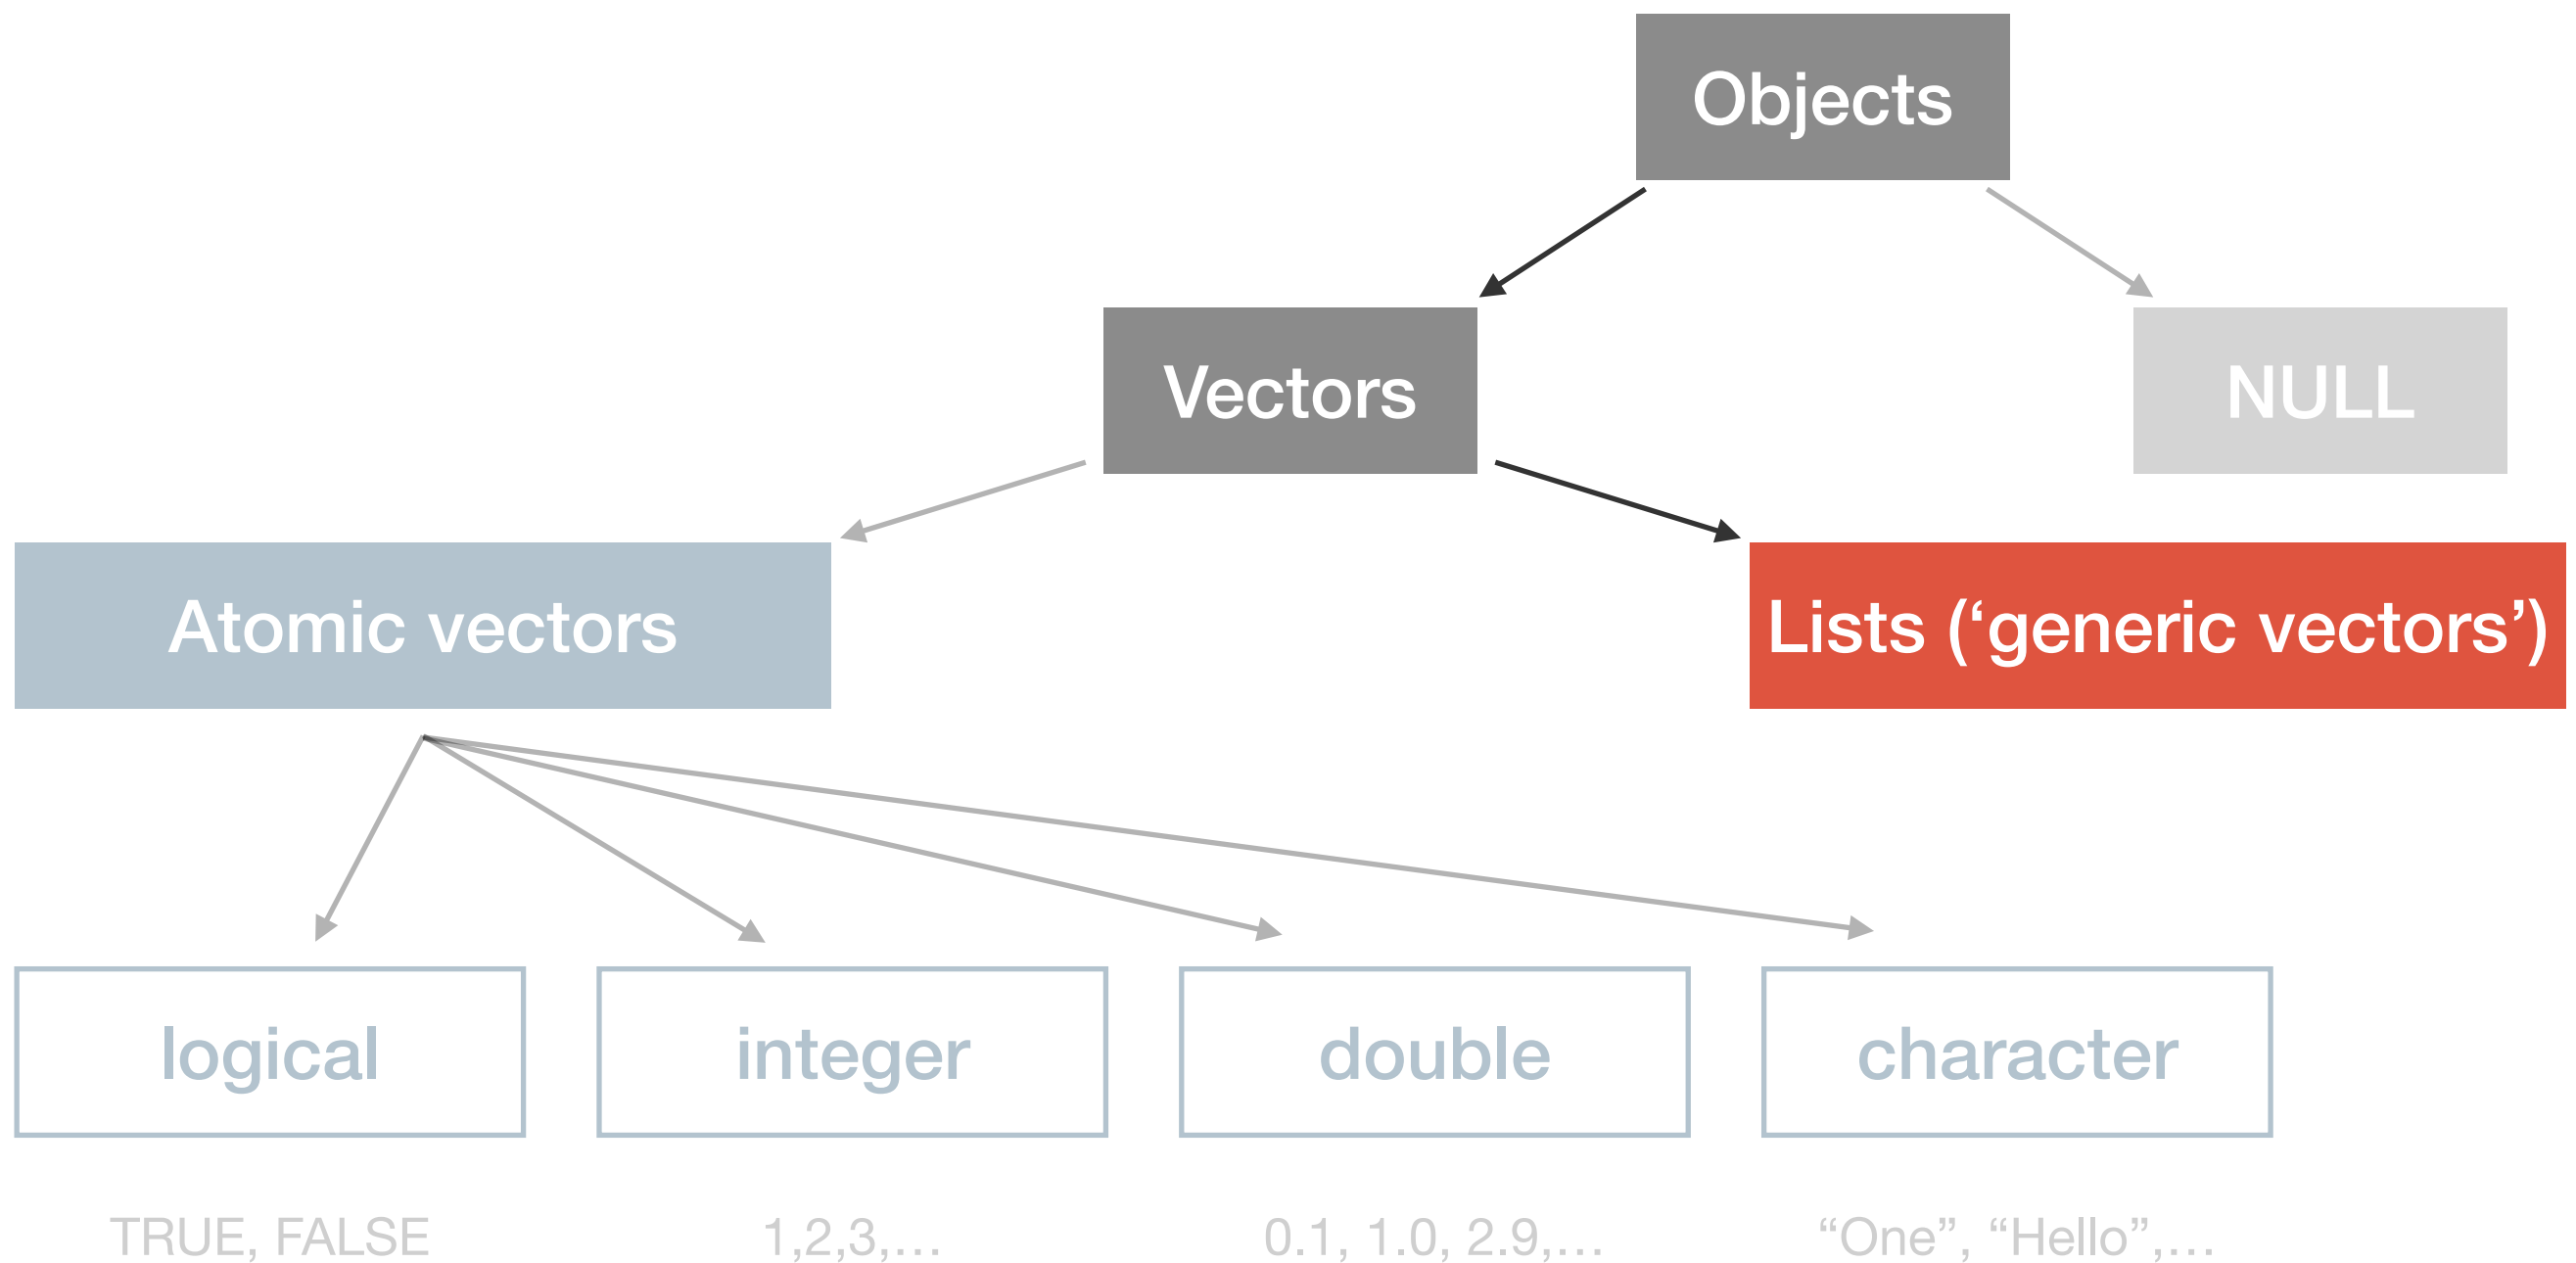 Objects
Vectors
NULL
Atomic vectors
Lists (‘generic vectors’)
logical
integer
double
character
TRUE, FALSE
1,2,3,…
0.1, 1.0, 2.9,…
“One”, “Hello”,…